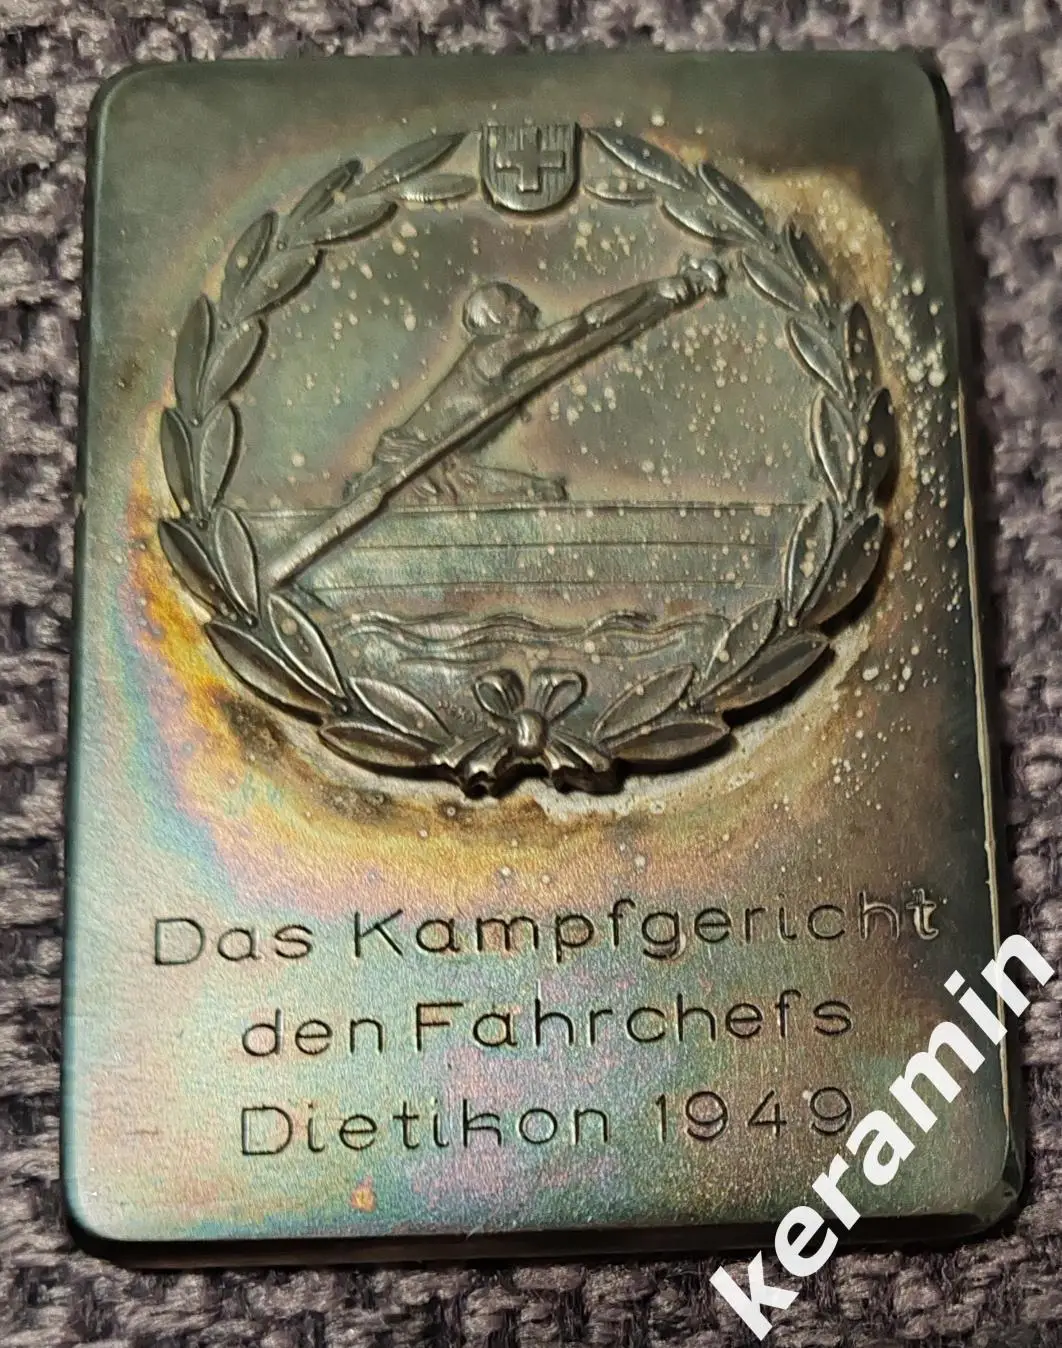 Das Kampfgericht
den Fahrchefs
Dietikon 1949
keramin